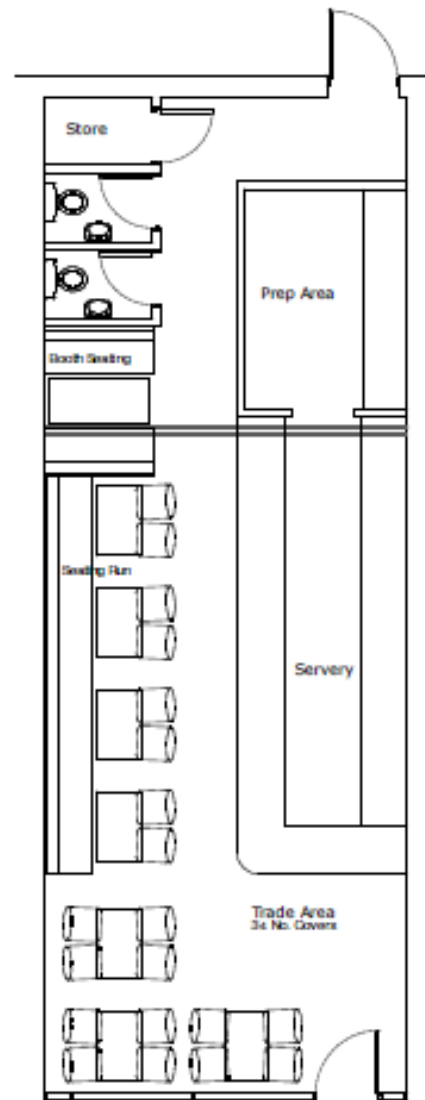 Store
Prep Area
Booth Seating
Seating Run
Servery
Trade Area
34 No. Covers